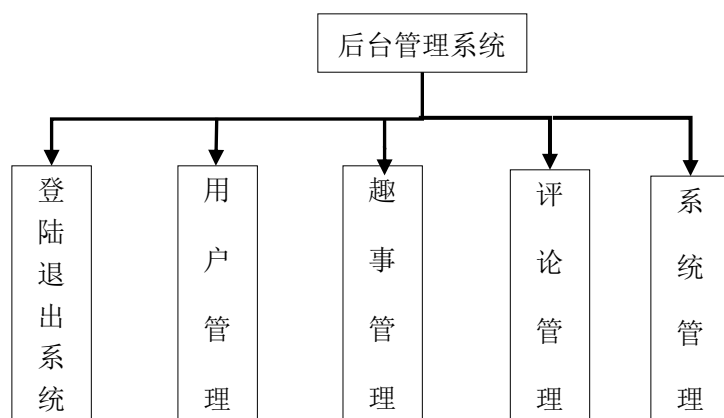 后台管理系统
登陆退出系统
用户管理
趣事管理
评论管理
系统管理